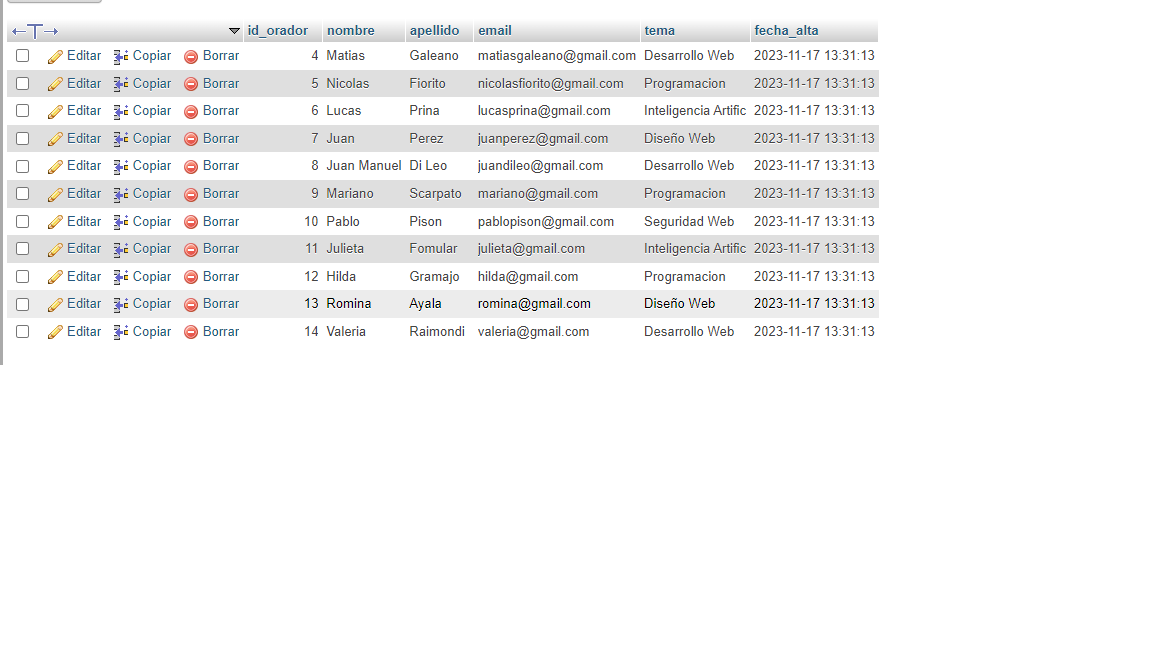 id_orador nombre apellido email tema fecha_alta
Editar Copiar Borrar 4 Matias Galeano matiasgaleano@gmail.com Desarrollo Web 2023-11-17 13:31:13
Editar Copiar Borrar 5 Nicolas Fiorito nicolasfiorito@gmail.com Programacion 2023-11-17 13:31:13
Editar Copiar Borrar 6 Lucas Prina lucasprina@gmail.com Inteligencia Artific 2023-11-17 13:31:13
Editar Copiar Borrar 7 Juan Perez juanperez@gmail.com Diseño Web 2023-11-17 13:31:13
Editar Copiar Borrar 8 Juan Manuel Di Leo juandileo@gmail.com Desarrollo Web 2023-11-17 13:31:13
Editar Copiar Borrar 9 Mariano Scarpato mariano@gmail.com Programacion 2023-11-17 13:31:13
Editar Copiar Borrar 10 Pablo Pison pablopison@gmail.com Seguridad Web 2023-11-17 13:31:13
Editar Copiar Borrar 11 Julieta Fomular julieta@gmail.com Inteligencia Artific 2023-11-17 13:31:13
Editar Copiar Borrar 12 Hilda Gramajo hilda@gmail.com Programacion 2023-11-17 13:31:13
Editar Copiar Borrar 13 Romina Ayala romina@gmail.com Diseño Web 2023-11-17 13:31:13
Editar Copiar Borrar 14 Valeria Raimondi valeria@gmail.com Desarrollo Web 2023-11-17 13:31:13